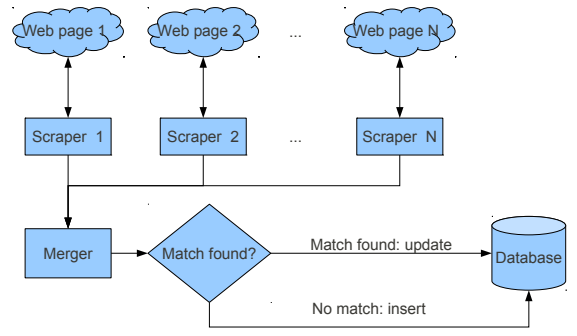 Web page 1
Web page 2
...
Web page N
Scraper 1
Scraper 2
...
Scraper N
Merger
Match found?
Match found: update
Database
No match: insert